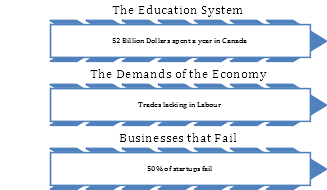 The Education System
52 Billion Dollars spent a year in Canada
The Demands of the Economy
Trades lacking in Labour
Businesses that Fail
50% of startups fail